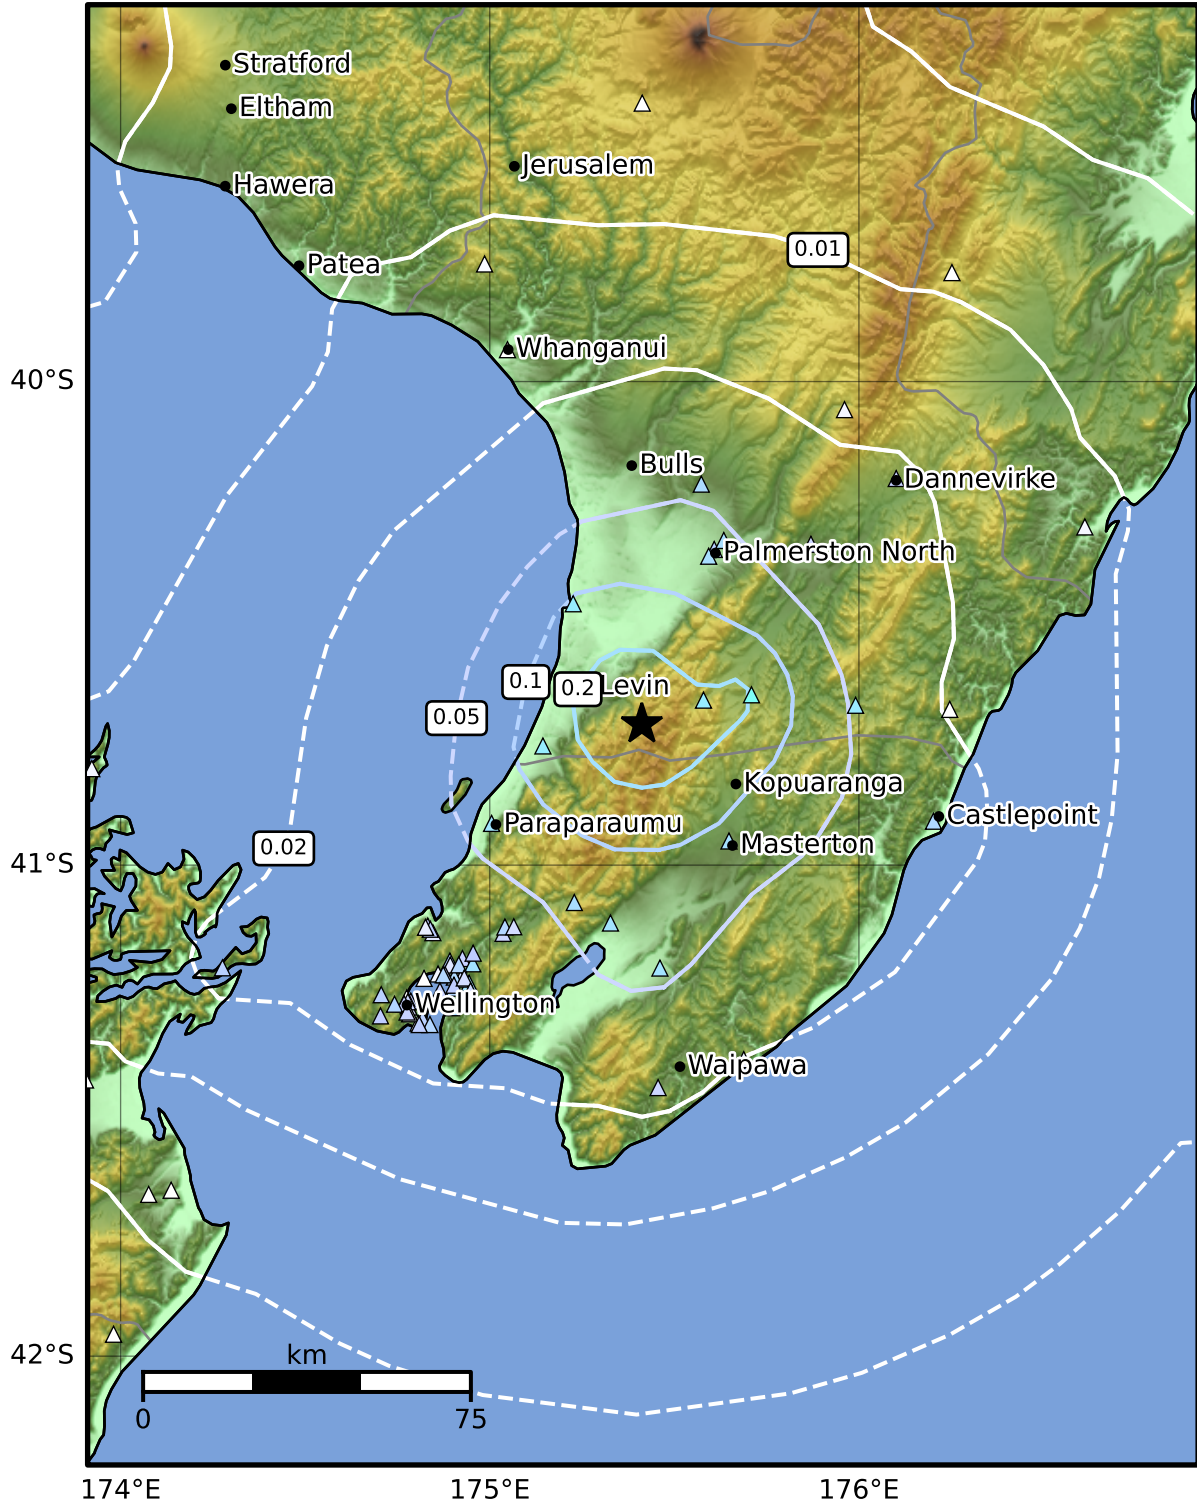 Stratford
Eltham
Jerusalem
Hawera
0.01
Patea
Whanganui
40°S
Bulls
Dannevirke
Palmerston North
0.1
0.2
Levin
0.05
Kopuaranga
Castlepoint
Paraparaumu
Masterton
0.02
41°S
Wellington
Waipawa
km
42°S
0
75
174°E
175°E
176°E